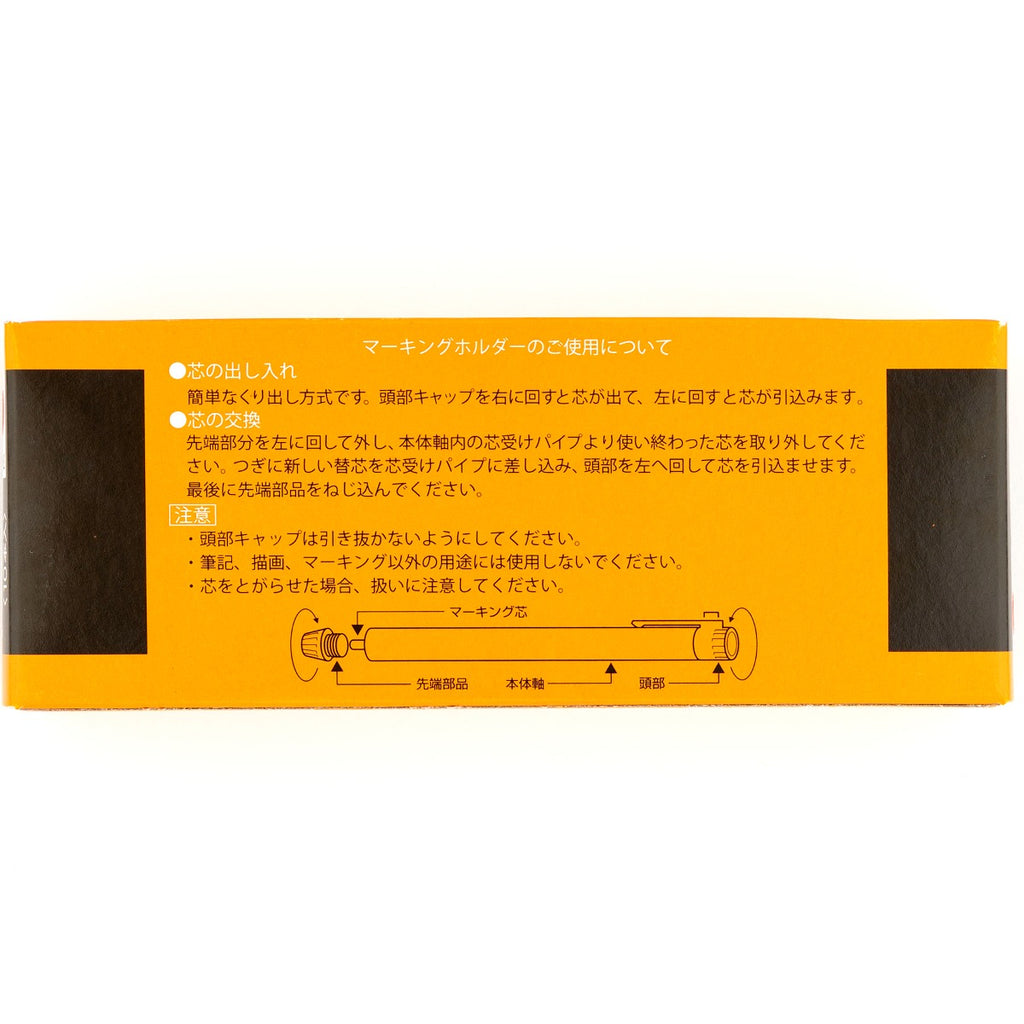 マーキングホルダーのご使用について
●芯の出し入れ
簡単なくり出し方式です。頭部キャップを右に回すと芯が出て、左に回すと芯が引込みます。
●芯の交換
先端部分を左に回して外し、本体軸内の芯受けパイプより使い終わった芯を取り外してくだ
さい。つぎに新しい替芯を芯受けパイプに差し込み、頭部を左へ回して芯を引込ませます。
最後に先端部品をねじ込んでください。
注意
・頭部キャップは引き抜かないようにしてください。
・筆記、描画、マーキング以外の用途には使用しないでください。
・芯をとがらせた場合、扱いに注意してください。
マーキング芯
先端部品 本体軸 頭部